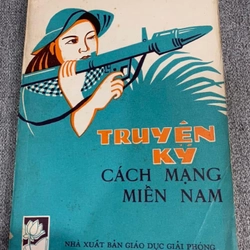 TRUYỆN
KÝ
CÁCH MẠNG
MIỀN NAM
NHÀ XUẤT BẢN GIÁO DỤC GIẢI PHÓNG